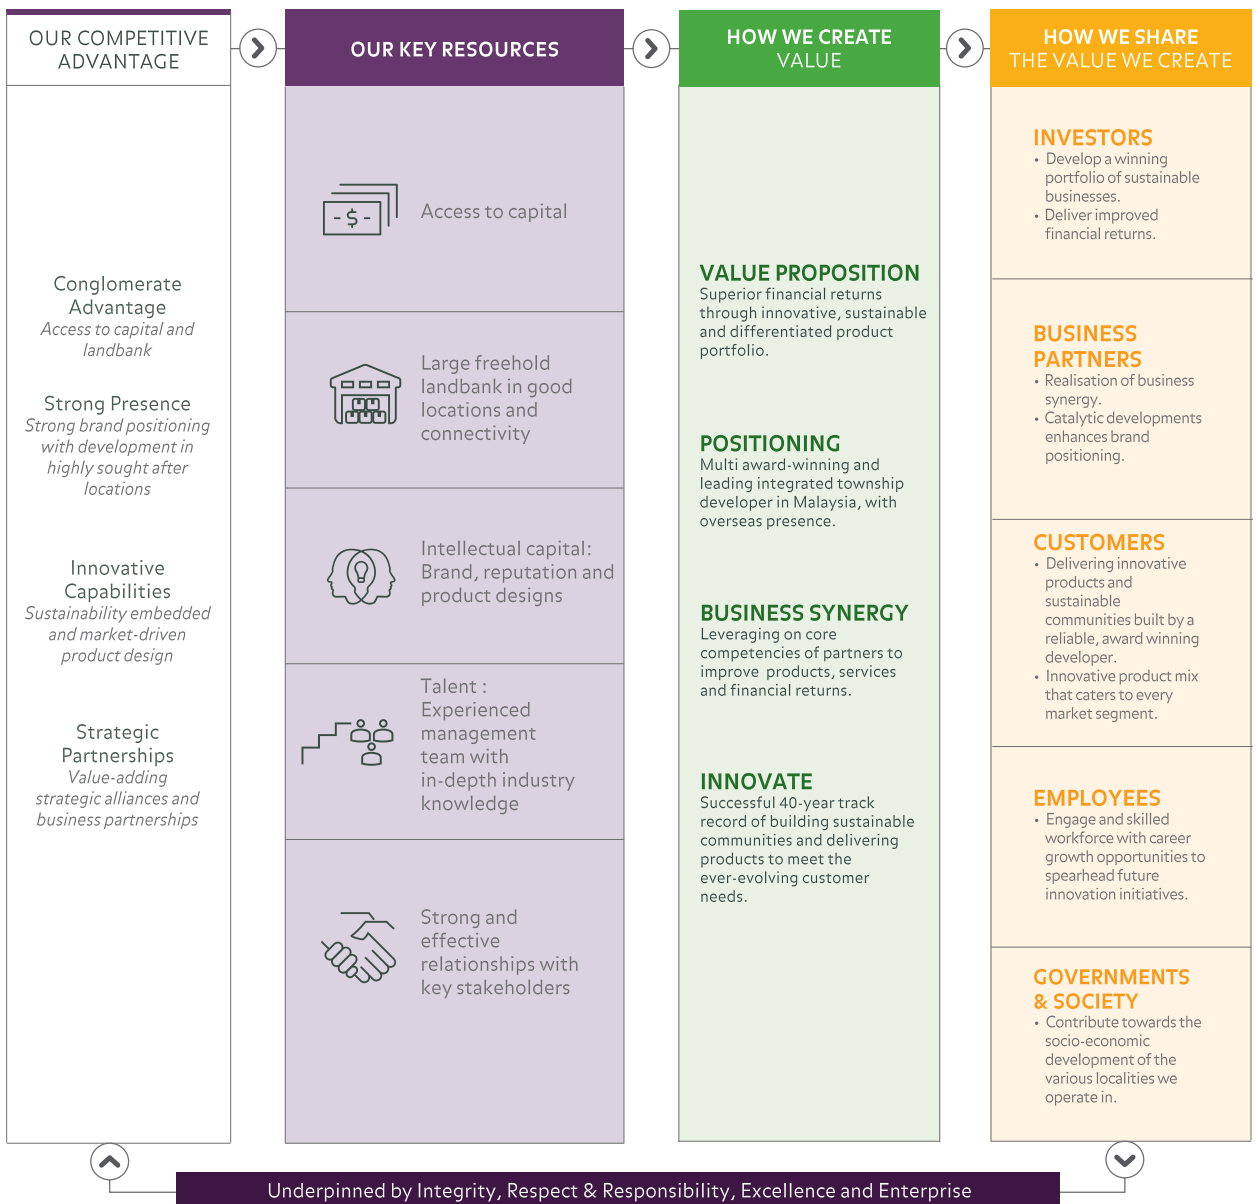 OUR COMPETITIVE
ADVANTAGE
Conglomerate
Advantage
Access to capital and
landbank
Strong Presence
Strong brand positioning
with development in
highly sought after
locations
Innovative
Capabilities
Sustainability embedded
and market-driven
product design
Strategic
Partnerships
Value-adding
strategic alliances and
business partnerships
OUR KEY RESOURCES
-$-
Access to capital
Large freehold
landbank in good
locations and
connectivity
Intellectual capital:
Brand, reputation and
product designs
Talent :
Experienced
management
team with
in-depth industry
knowledge
Strong and
effective
relationships with
key stakeholders
HOW WE CREATE
VALUE
VALUE PROPOSITION
Superior financial returns
through innovative, sustainable
and differentiated product
portfolio.
POSITIONING
Multi award-winning and
leading integrated township
developer in Malaysia, with
overseas presence.
BUSINESS SYNERGY
Leveraging on core
competencies of partners to
improve products, services
and financial returns.
INNOVATE
Successful 40-year track
record of building sustainable
communities and delivering
products to meet the
ever-evolving customer
needs.
HOW WE SHARE
THE VALUE WE CREATE
INVESTORS
• Develop a winning
portfolio of sustainable
businesses.
• Deliver improved
financial returns.
BUSINESS
PARTNERS
• Realisation of business
synergy.
• Catalytic developments
enhances brand
positioning.
CUSTOMERS
• Delivering innovative
products and
sustainable
communities built by a
reliable, award winning
developer.
• Innovative product mix
that caters to every
market segment.
EMPLOYEES
• Engage and skilled
workforce with career
growth opportunities to
spearhead future
innovation initiatives.
GOVERNMENTS
& SOCIETY
• Contribute towards the
socio-economic
development of the
various localities we
operate in.
Underpinned by Integrity, Respect & Responsibility, Excellence and Enterprise